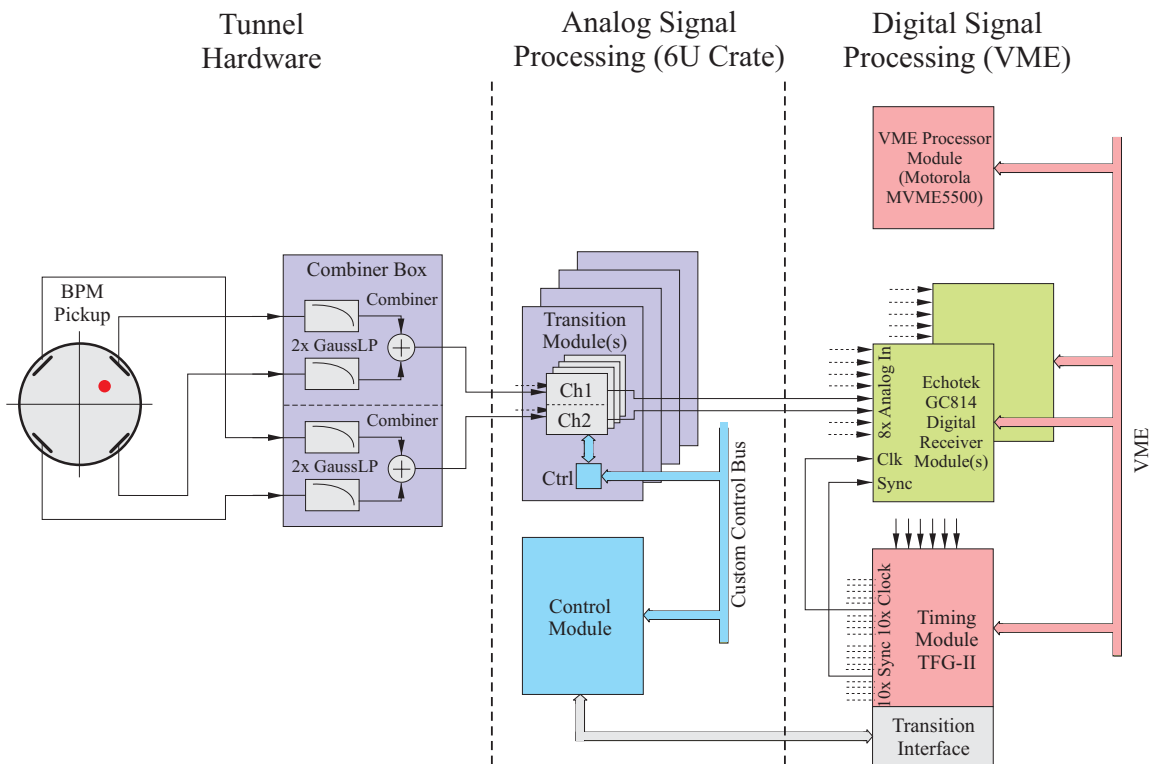 Tunnel
Hardware
Analog Signal
Processing (6U Crate)
Digital Signal
Processing (VME)
BPM
Pickup
Combiner Box
Combiner
2x GaussLP
Combiner
2x GaussLP
Transition
Module(s)
Ch1
Ch2
Ctrl
Custom Control Bus
Control
Module
VME Processor
Module
(Motorola
MVME5500)
8x Analog In
Echotek
GC814
Digital
Receiver
Module(s)
Clk
Sync
VME
10x Sync 10x Clock
Timing
Module
TFG-II
Transition
Interface